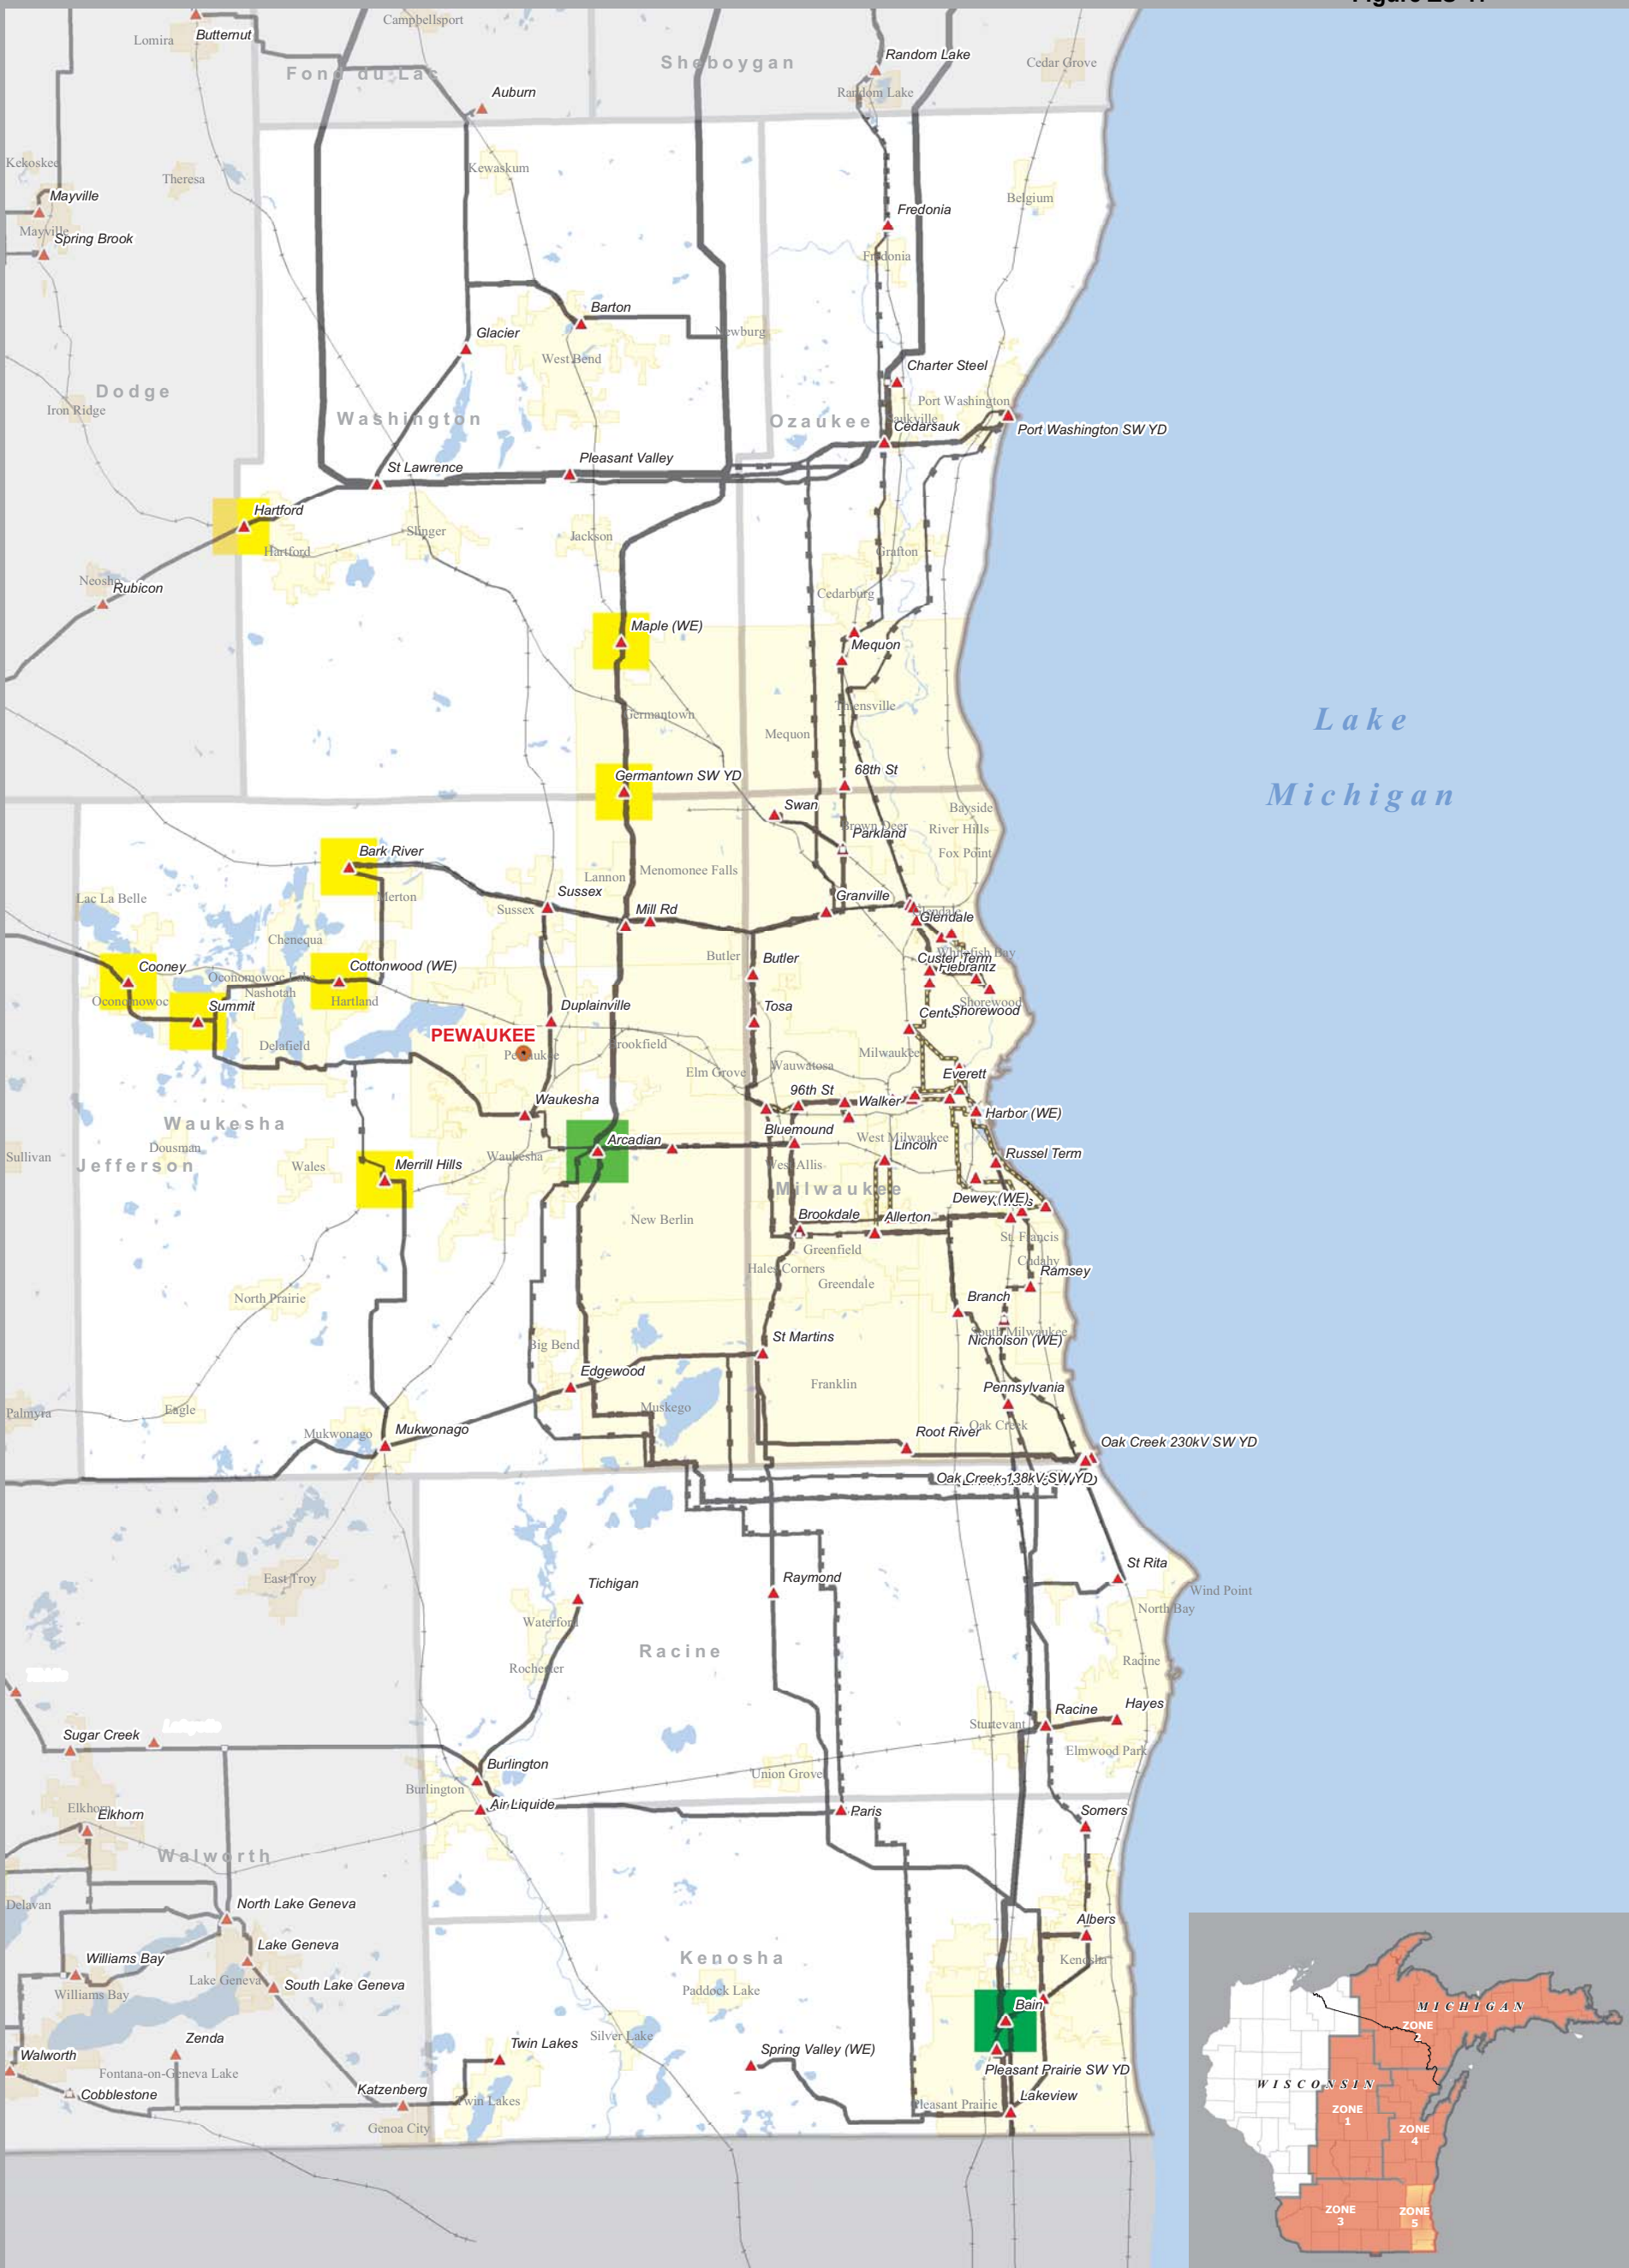 Butternut
Campbellsport
Lomira
Random Lake
Cedar Grove
Sheboygan
Fond du Lac
Auburn
Random Lake
Kekoskee
Kewaskum
Theresa
Mayville
Belgium
Fredonia
Mayville
Spring Brook
Fredonia
Barton
Glacier
Newburg
West Bend
Charter Steel
Dodge
Port Washington
Iron Ridge
Washington
Ozaukee
Saukville
Cedarsauk
Port Washington SW YD
Pleasant Valley
St Lawrence
Hartford
Slinger
Jackson
Hartford
Grafton
Neosho
Rubicon
Cedarburg
Maple (WE)
Mequon
Thiensville
Germantown
Lake
Mequon
68th St
Germantown SW YD
Michigan
Swan
Bayside
Brown Deer
River Hills
Parkland
Bark River
Fox Point
Menomonee Falls
Lannon
Sussex
Granville
Lac La Belle
Merton
Sussex
Mill Rd
Glendale
Glendale
Chenequa
Whitefish Bay
Butler
Butler
Custer Term
Cooney
Cottonwood (WE)
Fiebrantz
Oconomowoc Lake
Nashotah
Oconomowoc
Hartland
Shorewood
Summit
Duplainville
Tosa
Shorewood
PEWAUKEE
Delafield
Brookfield
Pewaukee
Milwaukee
Wauwatosa
Elm Grove
Everett
96th St
Waukesha
Walker
Harbor (WE)
Waukesha
Bluemound
Arcadian
West Milwaukee
Lincoln
Dousman
Sullivan
Waukesha
Russel Term
Jefferson
Wales
Merrill Hills
West Allis
Milwaukee
Dewey (WE)
Brookdale
Allerton
New Berlin
St. Francis
Greenfield
Cudahy
Hales Corners
Ramsey
Greendale
North Prairie
Branch
South Milwaukee
Nicholson (WE)
St Martins
Big Bend
Edgewood
Franklin
Pennsylvania
Muskego
Eagle
Palmyra
Oak Creek
Mukwonago
Mukwonago
Root River
Oak Creek 230kV SW YD
Oak Creek 138kV SW YD
St Rita
East Troy
Raymond
Tichigan
Wind Point
North Bay
Waterford
Racine
Rochester
Racine
Hayes
Racine
Sturtevant
Sugar Creek
Elmwood Park
Burlington
Union Grove
Burlington
Air Liquide
Paris
Somers
Elkhorn
Elkhorn
Walworth
Delavan
North Lake Geneva
Albers
Lake Geneva
Kenosha
Kenosha
Williams Bay
Lake Geneva
South Lake Geneva
Paddock Lake
Williams Bay
Bain
Silver Lake
Zenda
Twin Lakes
Spring Valley (WE)
Walworth
Pleasant Prairie SW YD
Fontana-on-Geneva Lake
Katzenberg
Cobblestone
Lakeview
Twin Lakes
Pleasant Prairie
Genoa City
MICHIGAN
ZONE
2
WISCONSIN
ZONE
1
ZONE
4
ZONE
3
ZONE
5